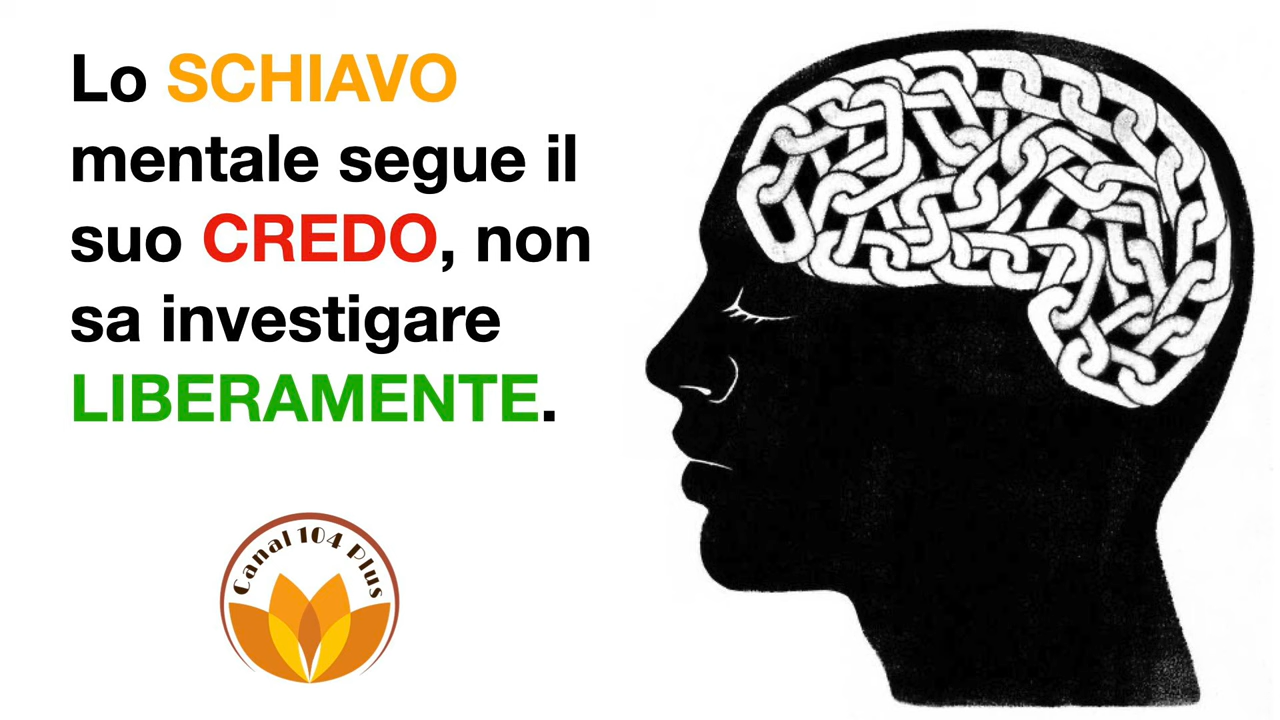 Lo SCHIAVO
mentale segue il
suo CREDO, non
sa investigare
LIBERAMENTE.
Canal 104 Plus